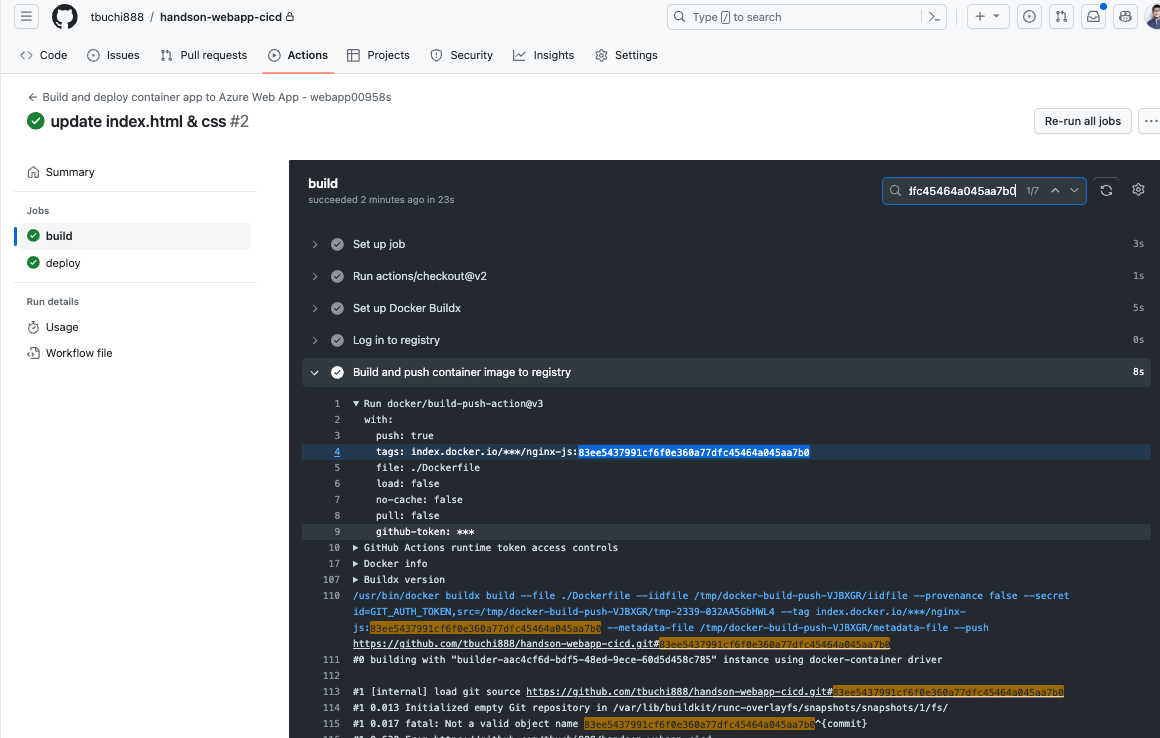 tbuchi888 / handson-webapp-cicd
Type / to search
Code
Issues
Pull requests
Actions
Projects
Security
Insights
Settings
← Build and deploy container app to Azure Web App - webapp00958s
update index.html & css #2
Re-run all jobs
Summary
Jobs
build
deploy
Run details
Usage
Workflow file
build
succeeded 2 minutes ago in 23s
dfc45464a045aa7b0 1/7
Set up job 3s
Run actions/checkout@v2 1s
Set up Docker Buildx 5s
Log in to registry 0s
Build and push container image to registry 8s
1 ▼ Run docker/build-push-action@v3
2 with:
3 push: true
4 tags: index.docker.io/***/nginx-js:83ee5437991cf6f0e360a77dfc45464a045aa7b0
5 file: ./Dockerfile
6 load: false
7 no-cache: false
8 pull: false
9 github-token: ***
10 ▶ GitHub Actions runtime token access controls
17 ▶ Docker info
107 ▶ Buildx version
110 /usr/bin/docker buildx build --file ./Dockerfile --iidfile /tmp/docker-build-push-VJBXGR/iidfile --provenance false --secret
id=GIT_AUTH_TOKEN,src=/tmp/docker-build-push-VJBXGR/tmp-2339-032AA5GbHWL4 --tag index.docker.io/***/nginx-
js:83ee5437991cf6f0e360a77dfc45464a045aa7b0 --metadata-file /tmp/docker-build-push-VJBXGR/metadata-file --push
https://github.com/tbuchi888/handson-webapp-cicd.git#83ee5437991cf6f0e360a77dfc45464a045aa7b0
111 #0 building with "builder-aac4cf6d-bdf5-48ed-9ece-60d5d458c785" instance using docker-container driver
112
113 #1 [internal] load git source https://github.com/tbuchi888/handson-webapp-cicd.git#83ee5437991cf6f0e360a77dfc45464a045aa7b0
114 #1 0.013 Initialized empty Git repository in /var/lib/buildkit/runc-overlayfs/snapshots/snapshots/1/fs/
115 #1 0.017 fatal: Not a valid object name 83ee5437991cf6f0e360a77dfc45464a045aa7b0^{commit}